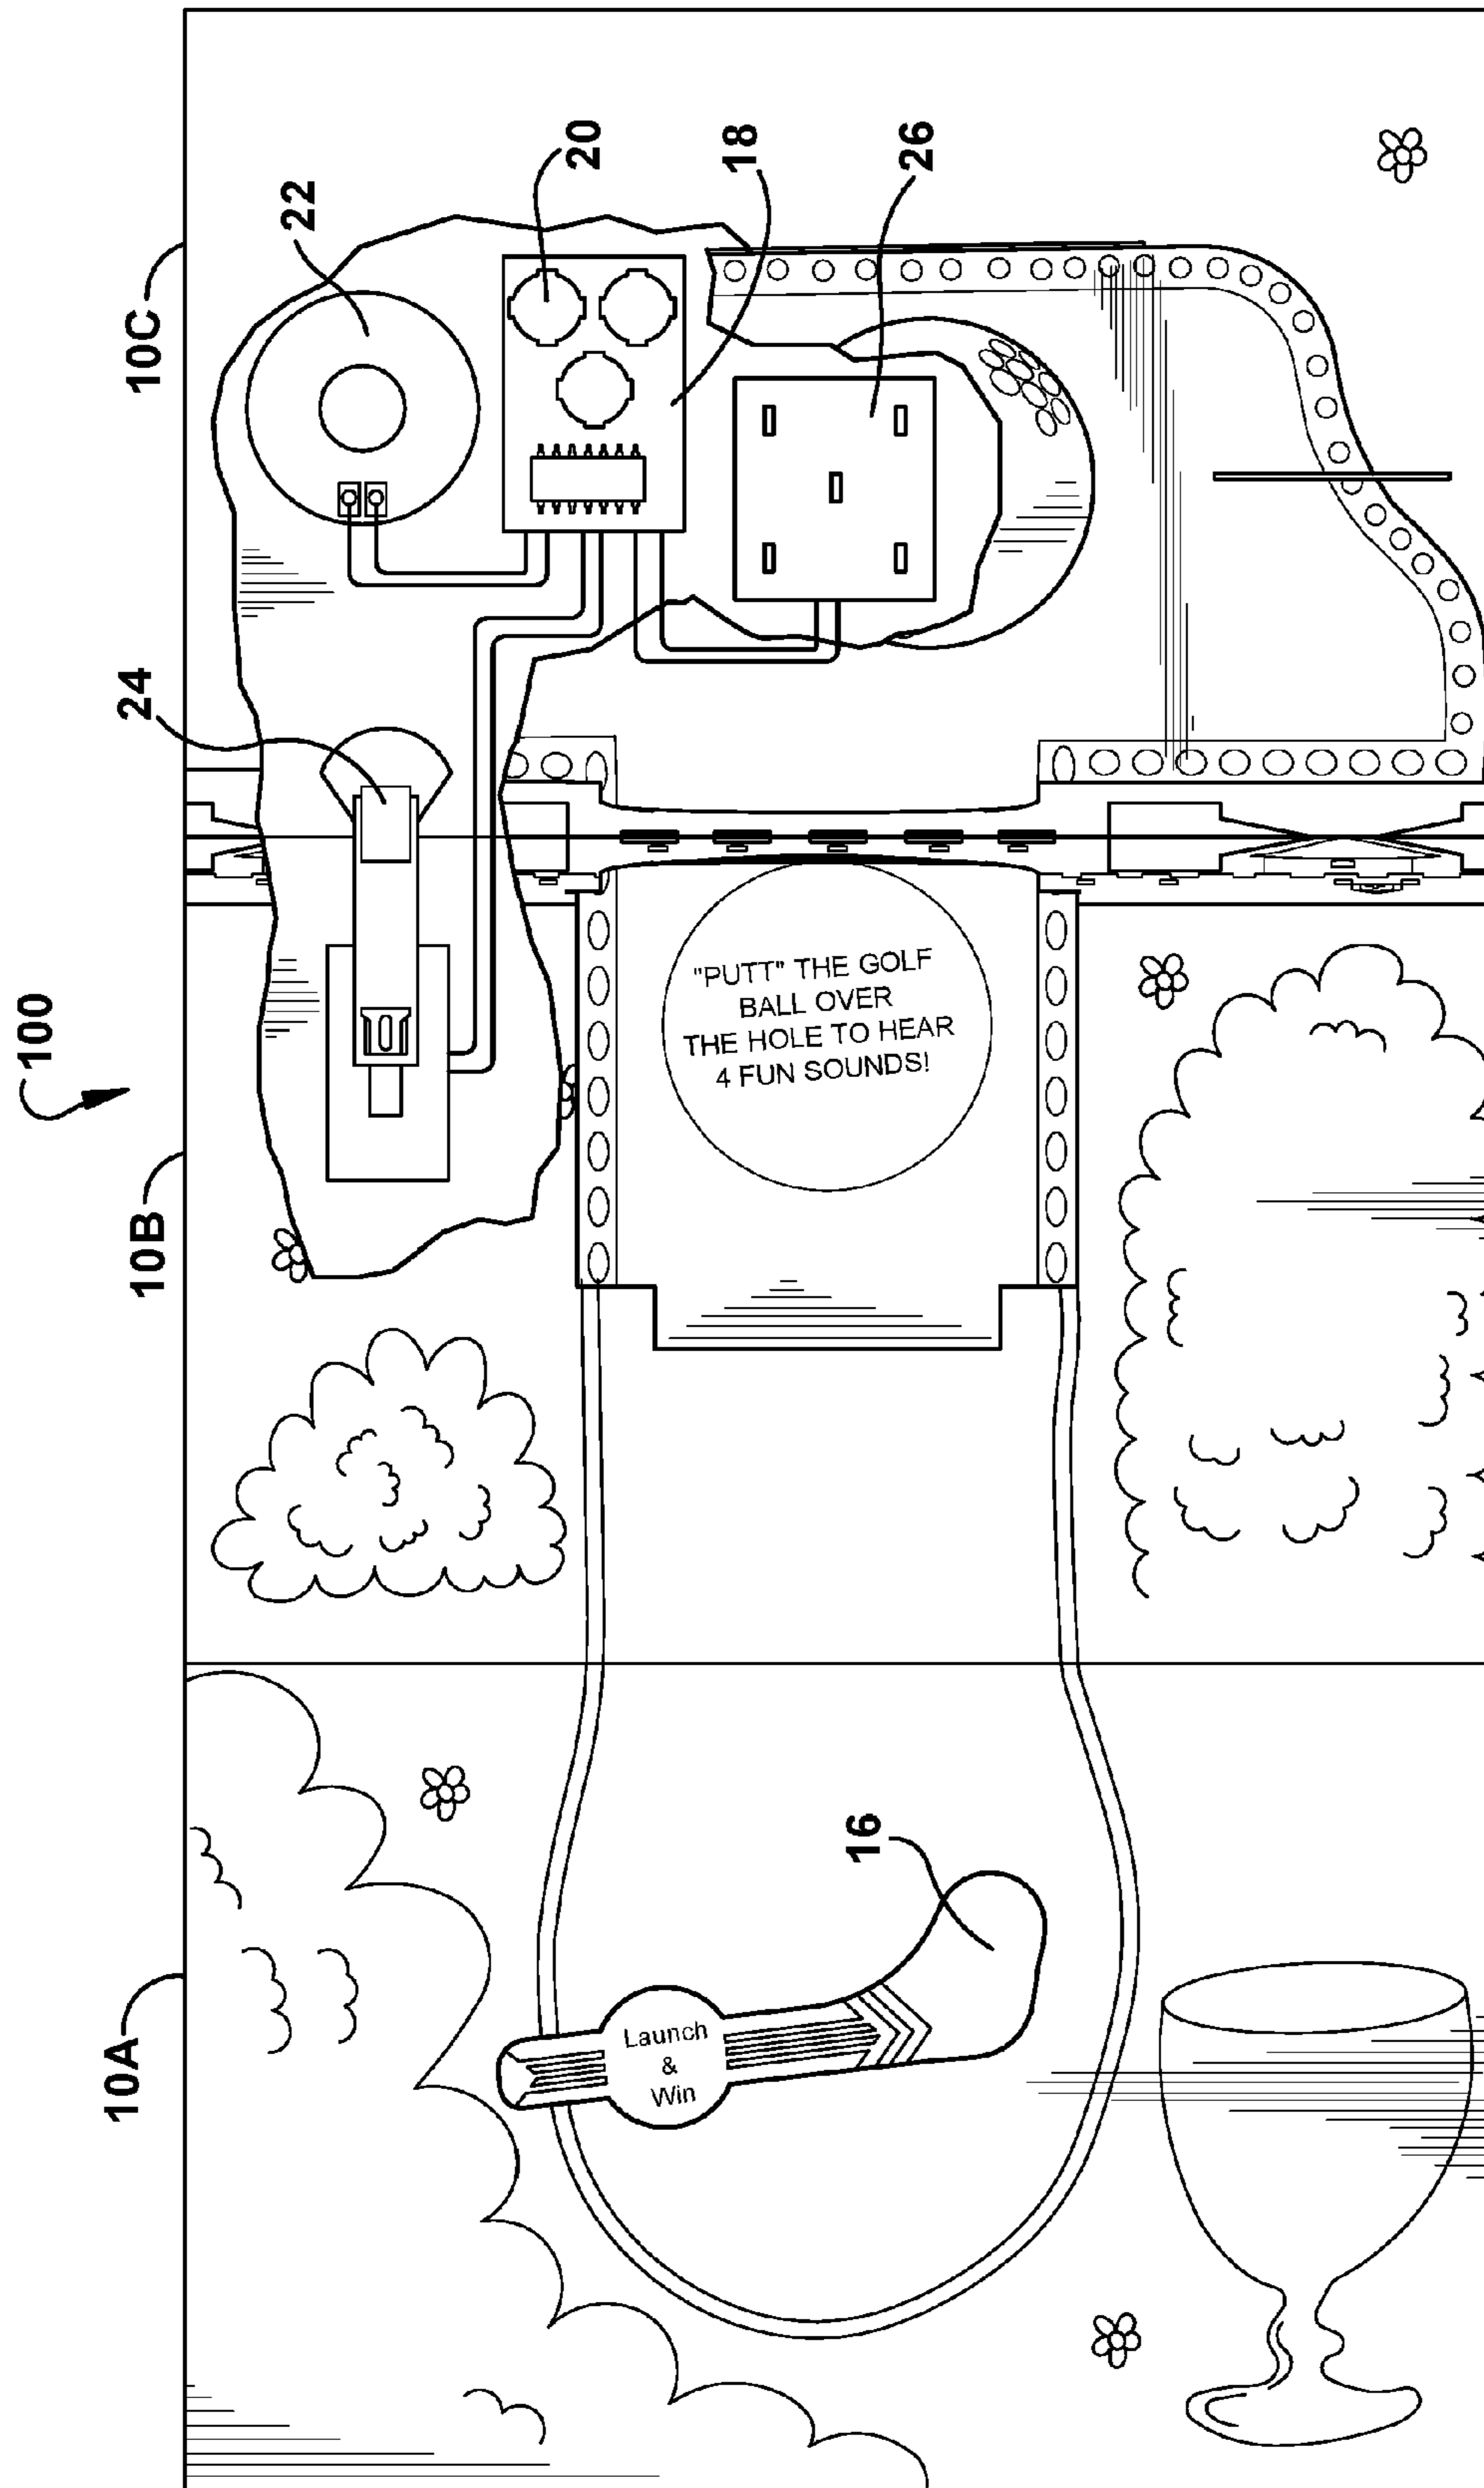 100
10A
10B
10C
22
20
18
26
24
"PUTT" THE GOLF
BALL OVER
THE HOLE TO HEAR
4 FUN SOUNDS!
16
Launch
&
Win